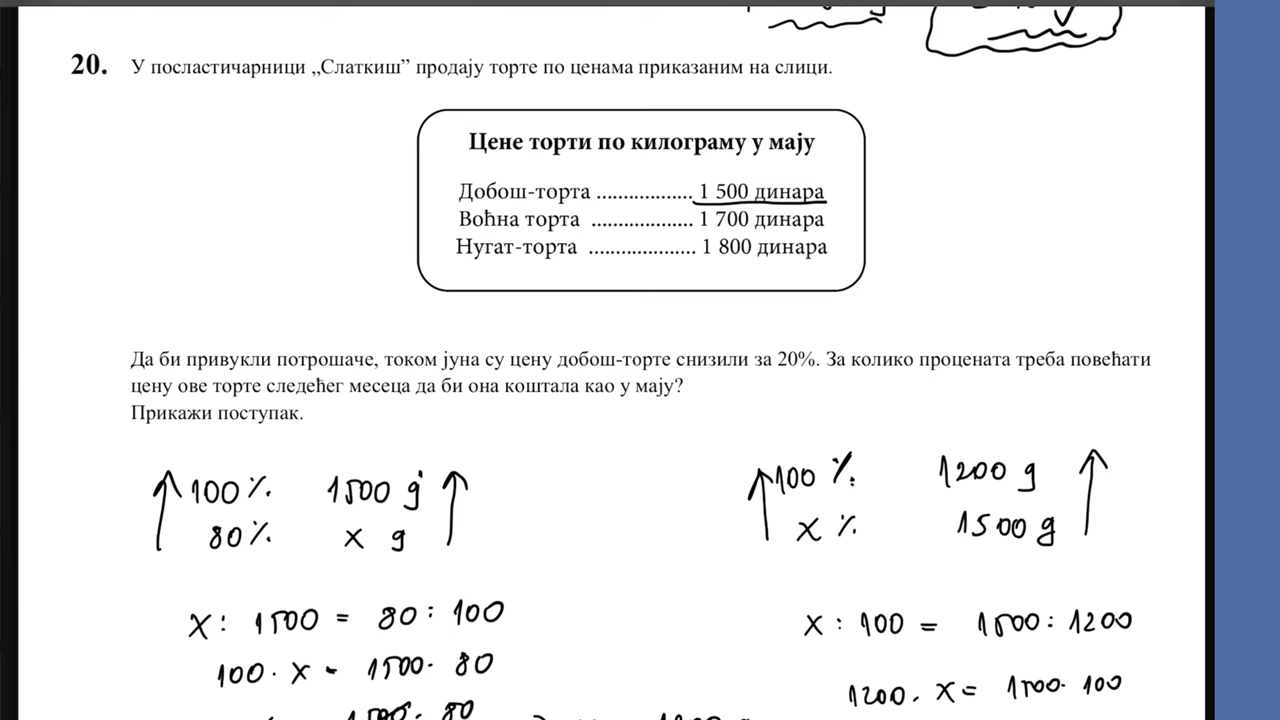 20. У посластичарници „Слаткиш” продају торте по ценама приказаним на слици.
Цене торти по килограму у мају
Добош-торта .................. 1 500 динара
Воћна торта ................... 1 700 динара
Нугат-торта .................... 1 800 динара
Да би привукли потрошаче, током јуна су цену добош-торте снизили за 20%. За колико процената треба повећати
цену ове торте следећег месеца да би она коштала као у мају?
Прикажи поступак.
100 % 1500 g
80 % x g
x : 1500 = 80 : 100
100 · x = 1500 · 80
1500 · 80
100 % 1200 g
x % 1500 g
x : 100 = 1500 : 1200
1200 · x = 1500 · 100